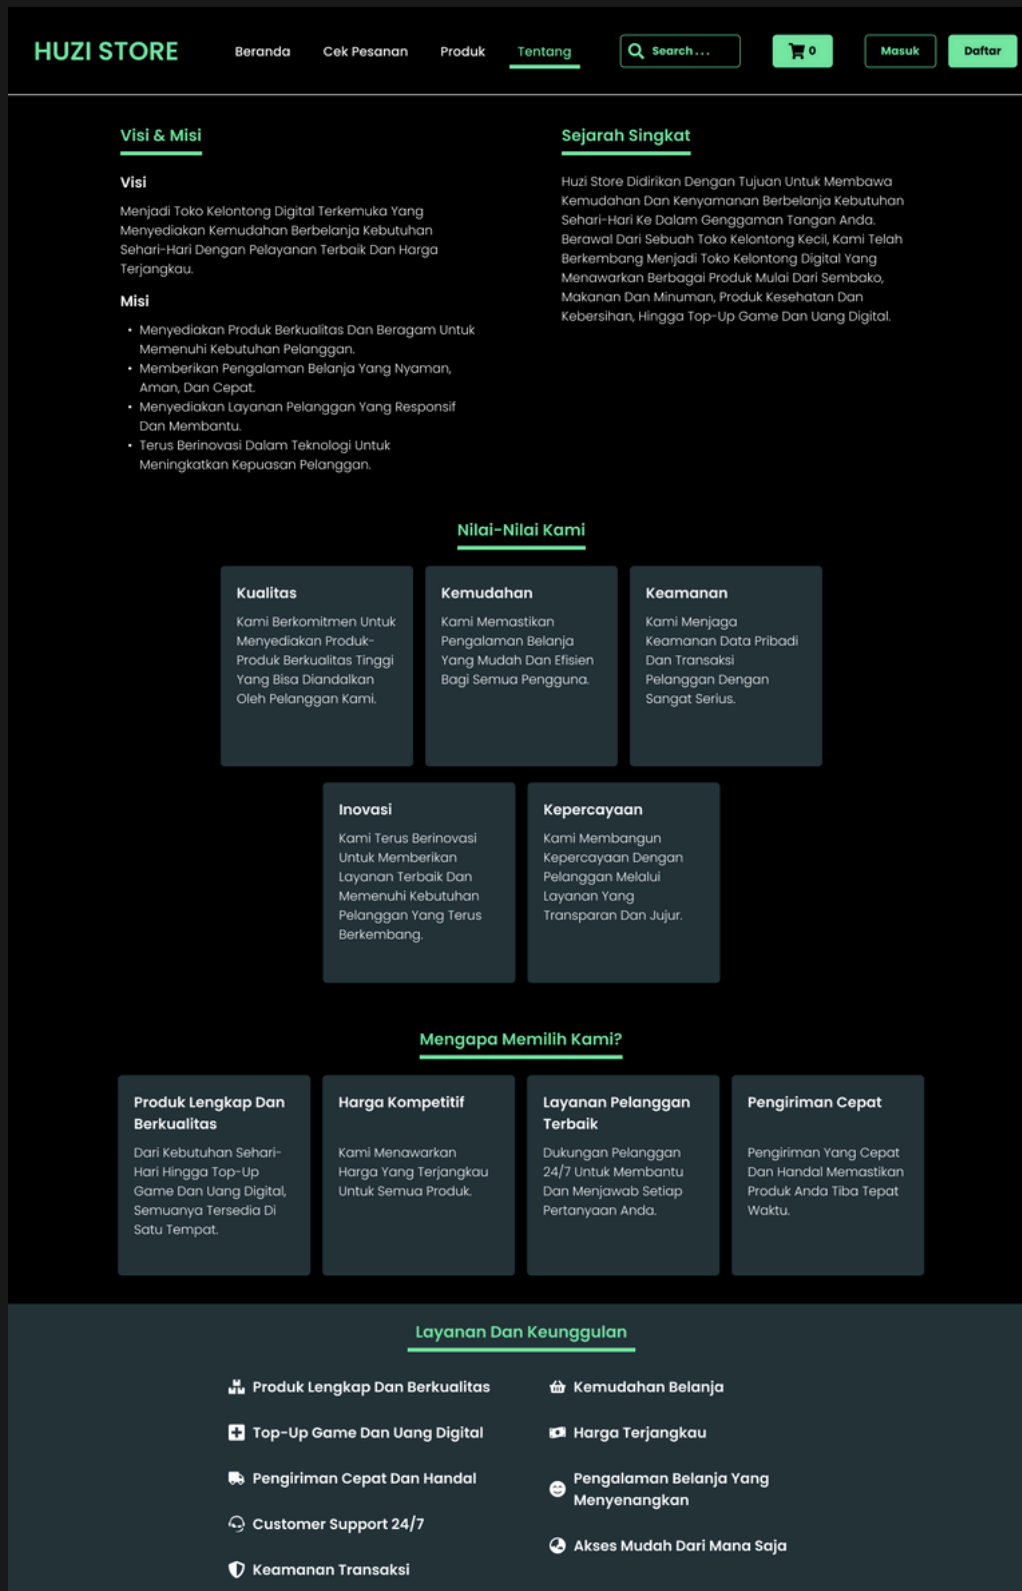 HUZI STORE
Beranda
Cek Pesanan
Produk
Tentang
Search . . .
0
Masuk
Daftar
Visi & Misi
Visi
Menjadi Toko Kelontong Digital Terkemuka Yang
Menyediakan Kemudahan Berbelanja Kebutuhan
Sehari-Hari Dengan Pelayanan Terbaik Dan Harga
Terjangkau.
Misi
• Menyediakan Produk Berkualitas Dan Beragam Untuk
Memenuhi Kebutuhan Pelanggan.
• Memberikan Pengalaman Belanja Yang Nyaman,
Aman, Dan Cepat.
• Menyediakan Layanan Pelanggan Yang Responsif
Dan Membantu.
• Terus Berinovasi Dalam Teknologi Untuk
Meningkatkan Kepuasan Pelanggan.
Sejarah Singkat
Huzi Store Didirikan Dengan Tujuan Untuk Membawa
Kemudahan Dan Kenyamanan Berbelanja Kebutuhan
Sehari-Hari Ke Dalam Genggaman Tangan Anda.
Berawal Dari Sebuah Toko Kelontong Kecil, Kami Telah
Berkembang Menjadi Toko Kelontong Digital Yang
Menawarkan Berbagai Produk Mulai Dari Sembako,
Makanan Dan Minuman, Produk Kesehatan Dan
Kebersihan, Hingga Top-Up Game Dan Uang Digital.
Nilai-Nilai Kami
Kualitas
Kami Berkomitmen Untuk
Menyediakan Produk-
Produk Berkualitas Tinggi
Yang Bisa Diandalkan
Oleh Pelanggan Kami.
Kemudahan
Kami Memastikan
Pengalaman Belanja
Yang Mudah Dan Efisien
Bagi Semua Pengguna.
Keamanan
Kami Menjaga
Keamanan Data Pribadi
Dan Transaksi
Pelanggan Dengan
Sangat Serius.
Inovasi
Kami Terus Berinovasi
Untuk Memberikan
Layanan Terbaik Dan
Memenuhi Kebutuhan
Pelanggan Yang Terus
Berkembang.
Kepercayaan
Kami Membangun
Kepercayaan Dengan
Pelanggan Melalui
Layanan Yang
Transparan Dan Jujur.
Mengapa Memilih Kami?
Produk Lengkap Dan
Berkualitas
Dari Kebutuhan Sehari-
Hari Hingga Top-Up
Game Dan Uang Digital,
Semuanya Tersedia Di
Satu Tempat.
Harga Kompetitif
Kami Menawarkan
Harga Yang Terjangkau
Untuk Semua Produk.
Layanan Pelanggan
Terbaik
Dukungan Pelanggan
24/7 Untuk Membantu
Dan Menjawab Setiap
Pertanyaan Anda.
Pengiriman Cepat
Pengiriman Yang Cepat
Dan Handal Memastikan
Produk Anda Tiba Tepat
Waktu.
Layanan Dan Keunggulan
Produk Lengkap Dan Berkualitas
Top-Up Game Dan Uang Digital
Pengiriman Cepat Dan Handal
Customer Support 24/7
Keamanan Transaksi
Kemudahan Belanja
Harga Terjangkau
Pengalaman Belanja Yang
Menyenangkan
Akses Mudah Dari Mana Saja